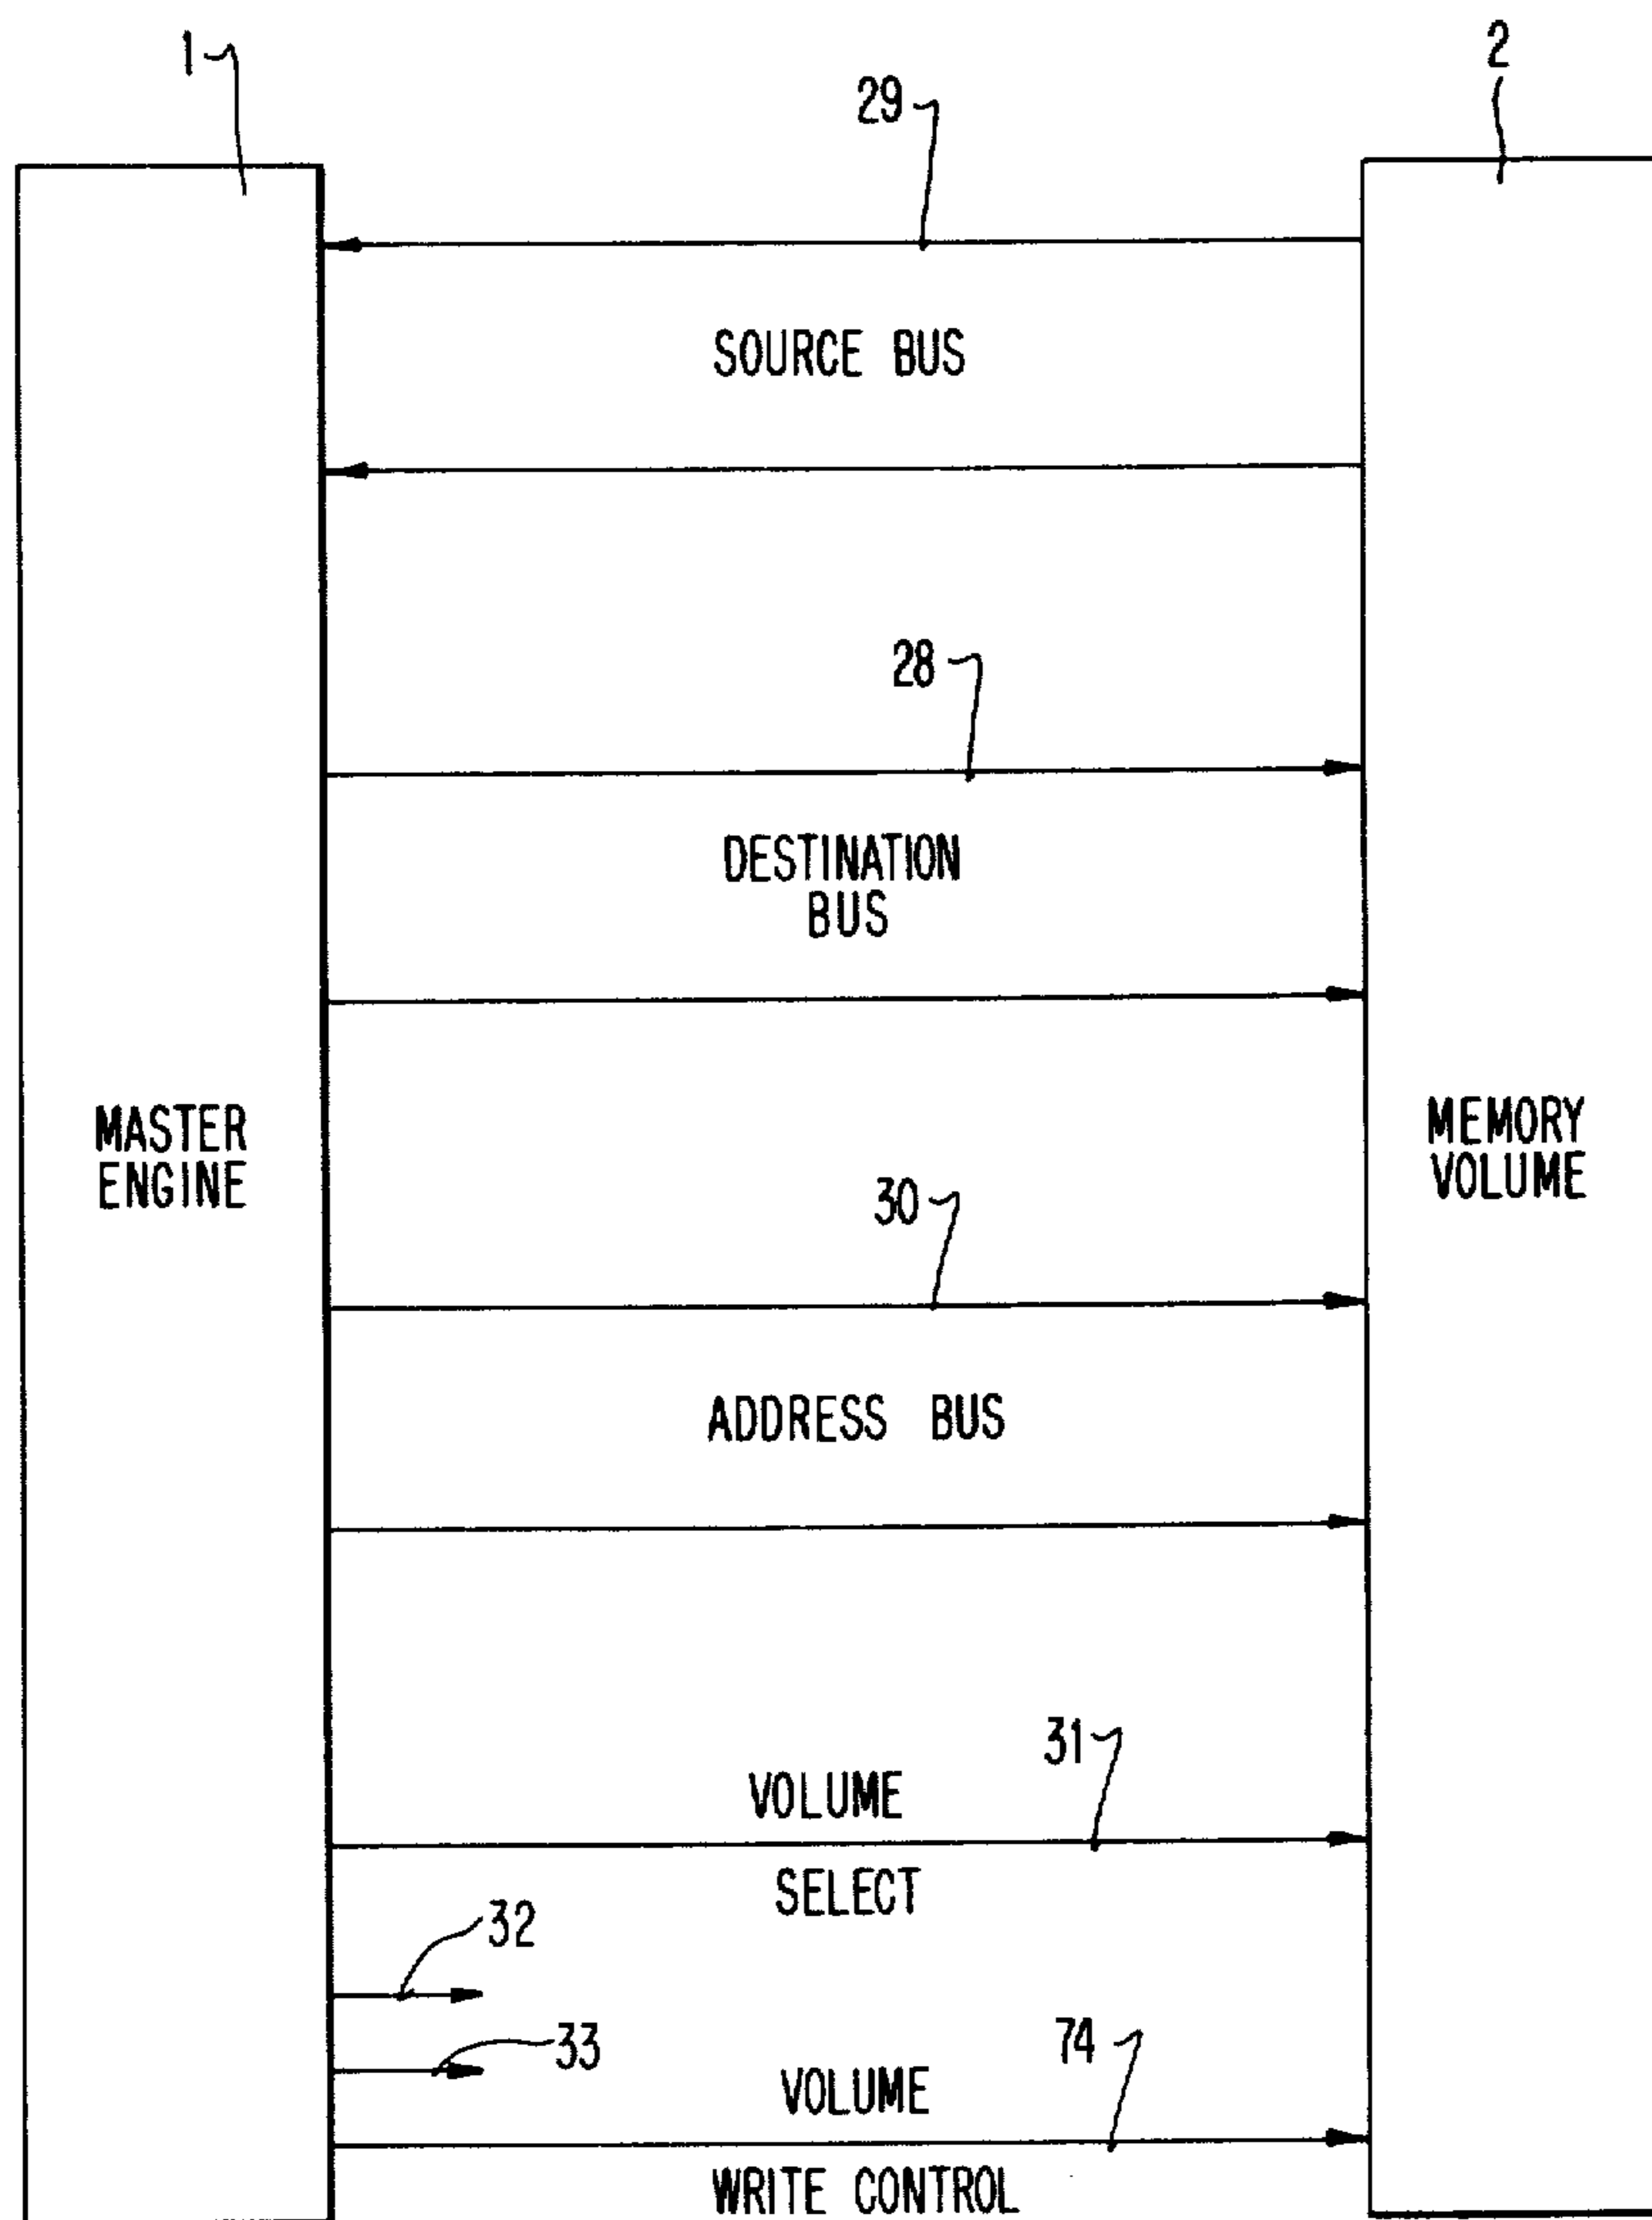 1
2
29
SOURCE BUS
28
DESTINATION
BUS
MASTER
ENGINE
MEMORY
VOLUME
30
ADDRESS BUS
31
VOLUME
SELECT
32
33
74
VOLUME
WRITE CONTROL